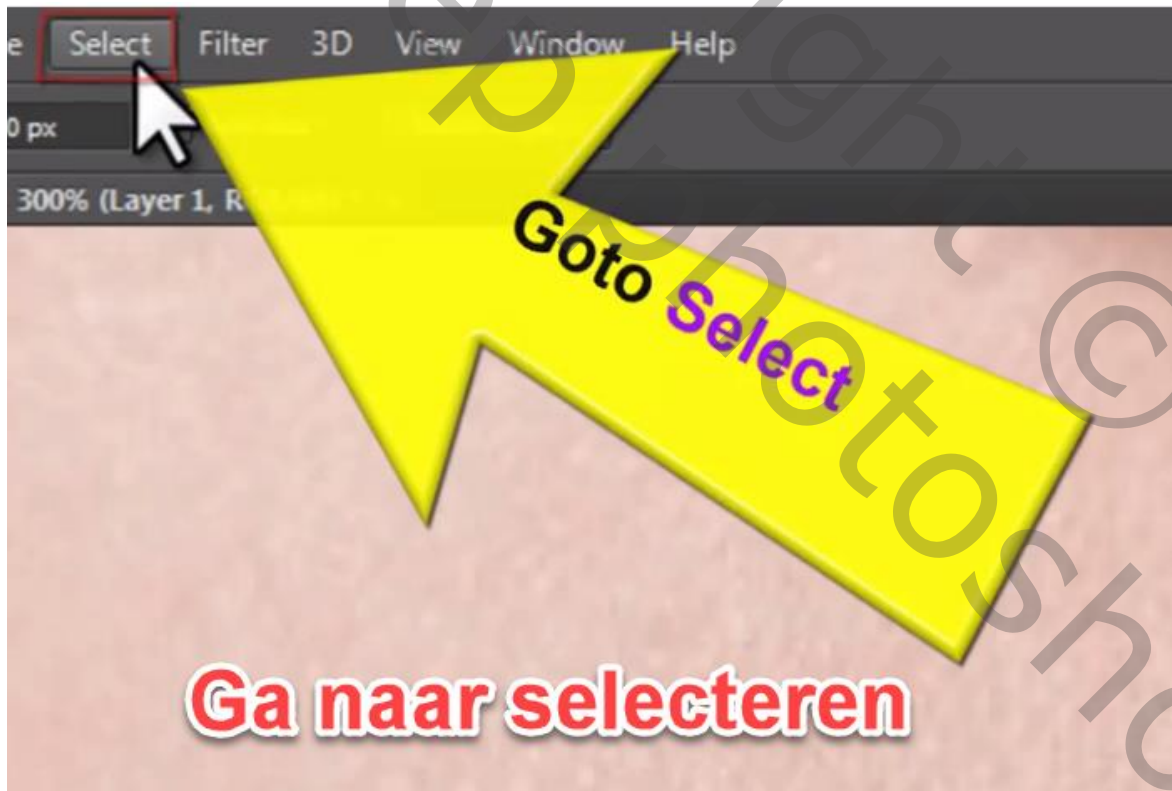 e Select Filter 3D View Window Help
0 px
300% (Layer 1, R
Goto Select
Ga naar selecteren